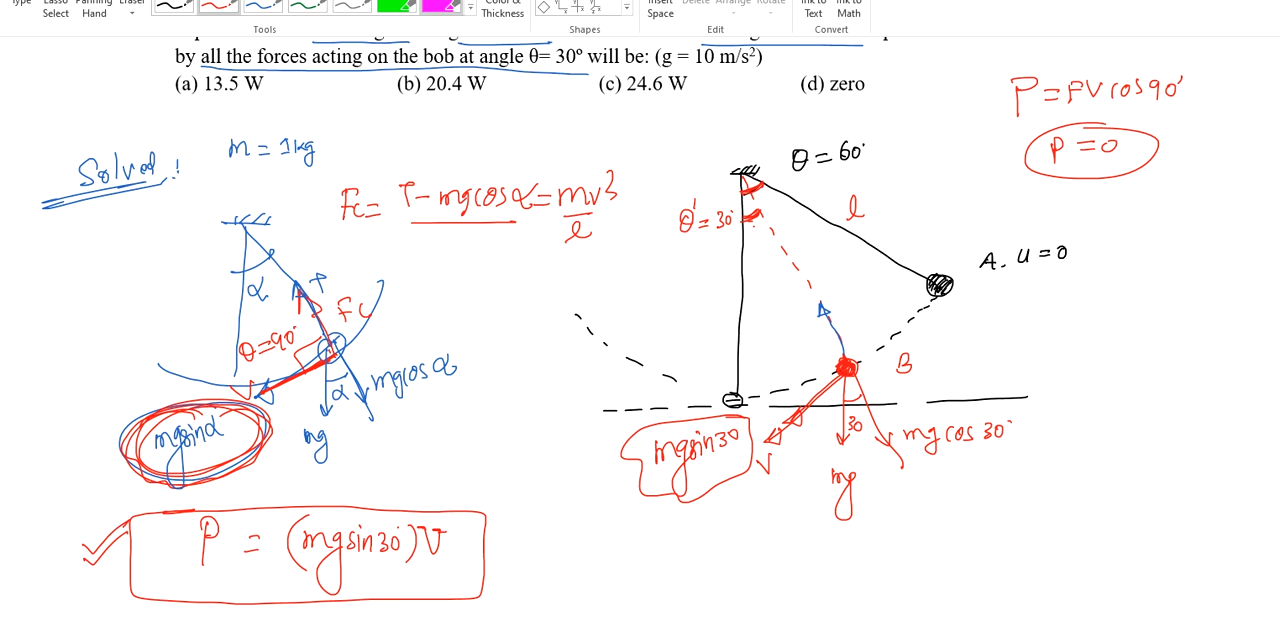 Type Lasso Select Panning Hand Eraser
Color & Thickness
Insert Space Delete Arrange Rotate
Ink to Text Ink to Math
Tools Shapes Edit Convert
by all the forces acting on the bob at angle θ= 30º will be: (g = 10 m/s²)
(a) 13.5 W (b) 20.4 W (c) 24.6 W (d) zero
P = FV cos 90°
P = 0
Solved!
m = 1kg
θ = 60°
Fc = T - mg cos α = mv²/l
θ' = 30°
l
A. u = 0
α
T
Fc
θ = 90°
V
α
mg cos α
mg sin α
mg
B
mg sin 30
V
30
mg cos 30°
mg
P = (mg sin 30°) V